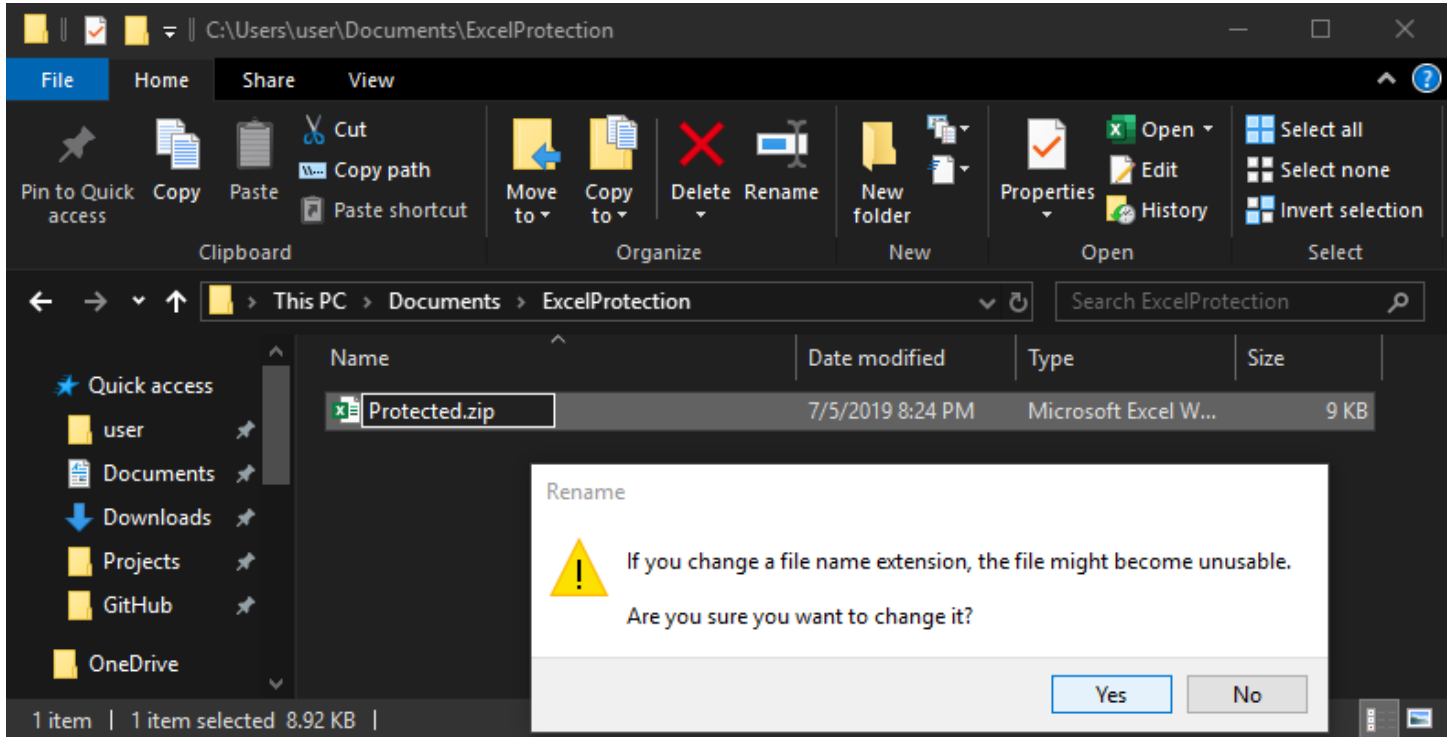 C:\Users\user\Documents\ExcelProtection
File Home Share View
Pin to Quick access
Copy
Paste
Cut
Copy path
Paste shortcut
Move to
Copy to
Delete
Rename
New folder
Properties
Open
Edit
History
Select all
Select none
Invert selection
Clipboard Organize New Open Select
This PC > Documents > ExcelProtection
Search ExcelProtection
Name Date modified Type Size
Protected.zip 7/5/2019 8:24 PM Microsoft Excel W... 9 KB
Quick access
user
Documents
Downloads
Projects
GitHub
OneDrive
Rename
If you change a file name extension, the file might become unusable.
Are you sure you want to change it?
Yes No
1 item | 1 item selected 8.92 KB |